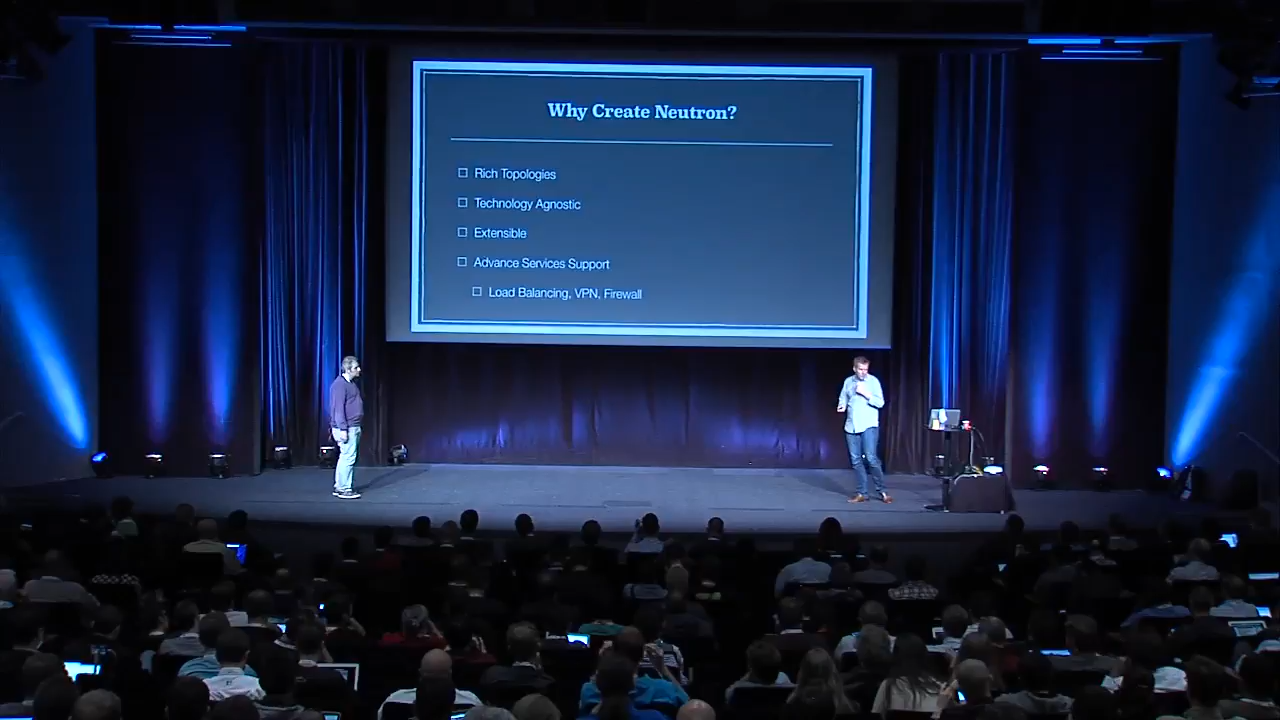 Why Create Neutron?
Rich Topologies
Technology Agnostic
Extensible
Advance Services Support
Load Balancing, VPN, Firewall